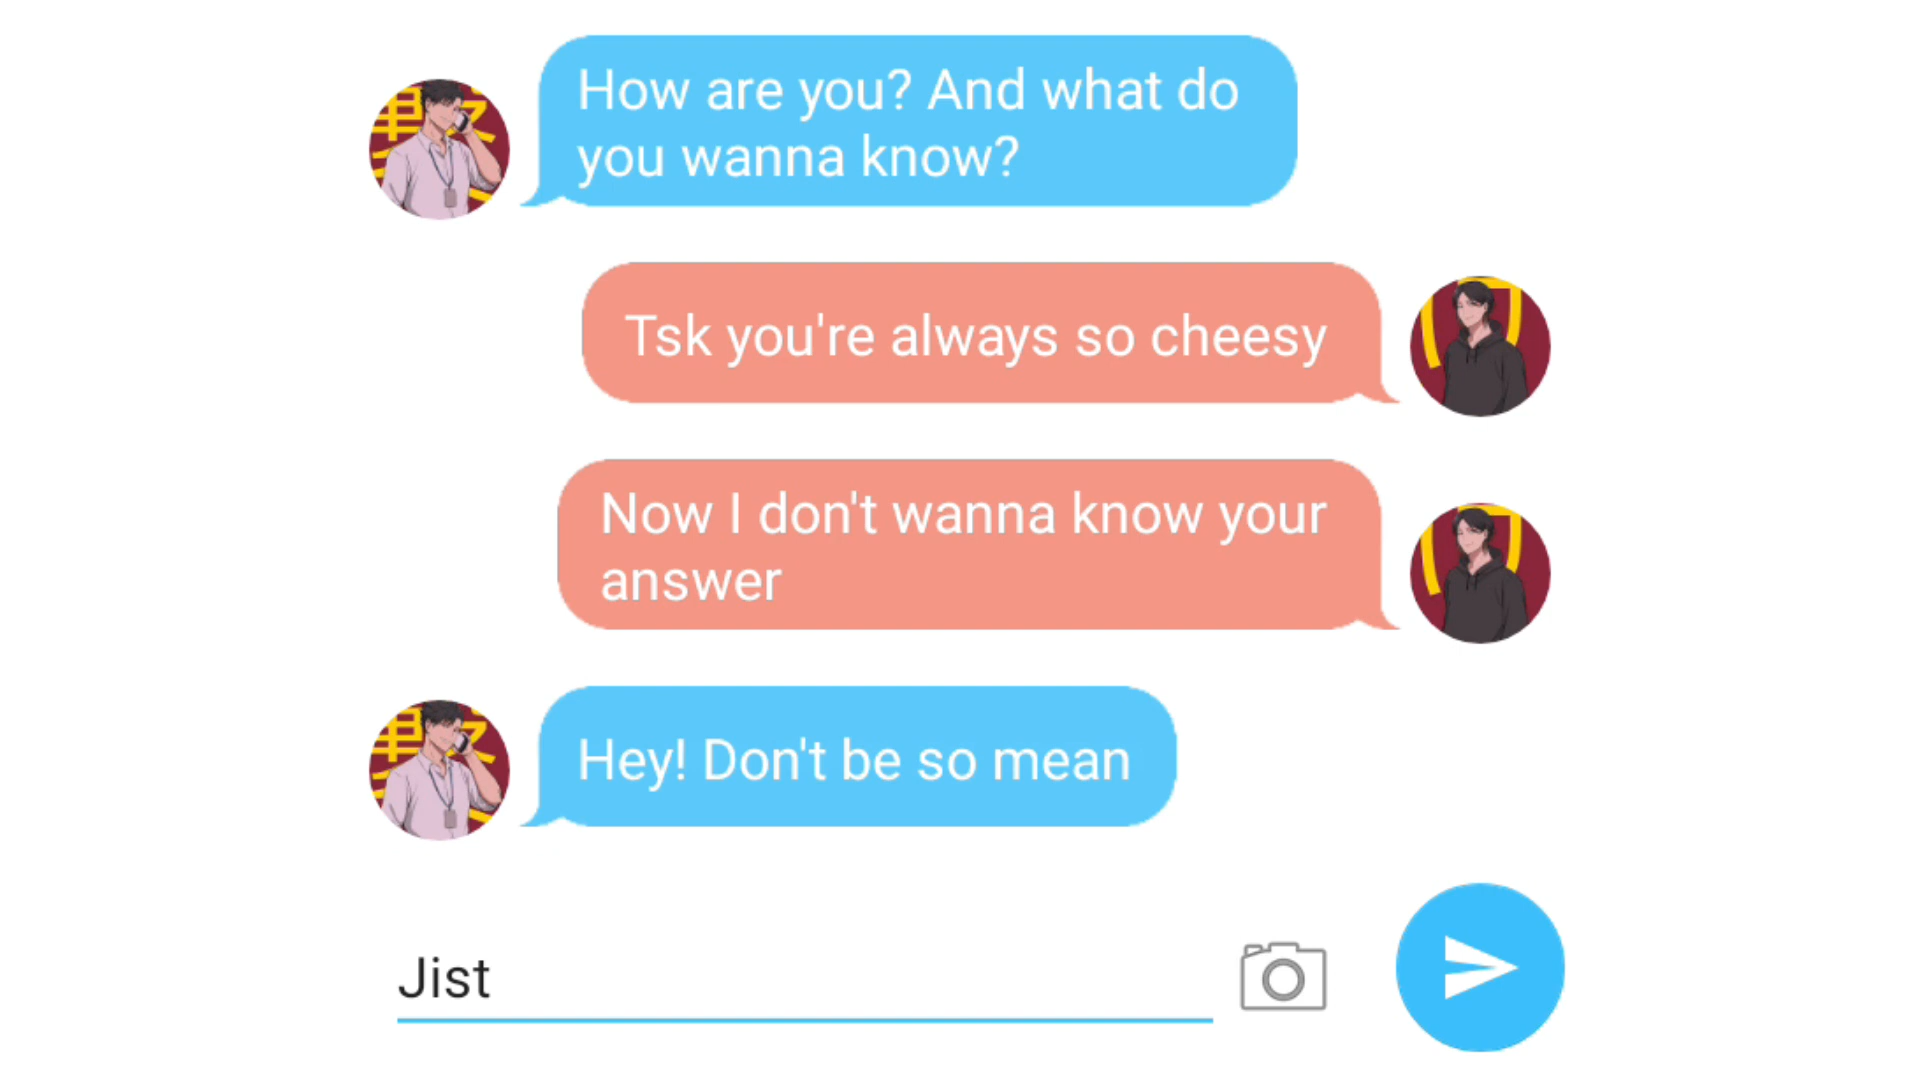 How are you? And what do
you wanna know?
Tsk you're always so cheesy
Now I don't wanna know your
answer
Hey! Don't be so mean
Jist